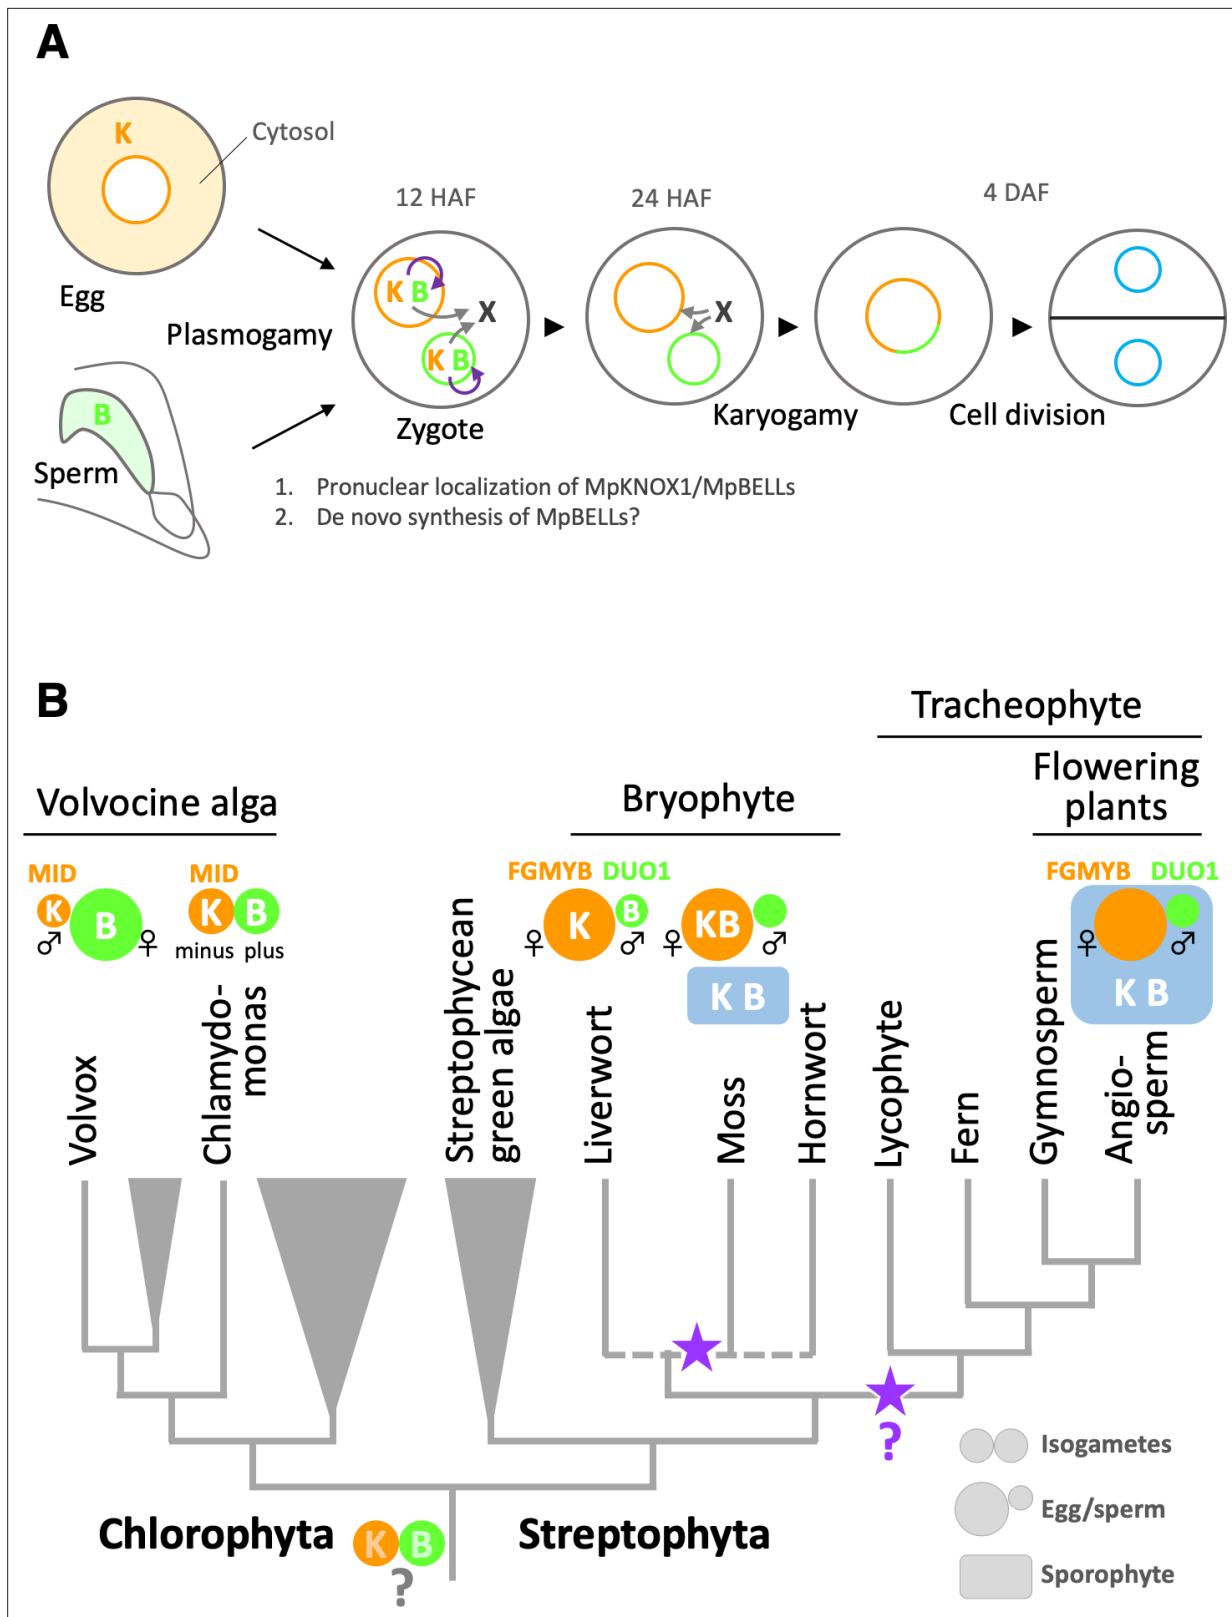 A
K
Cytosol
Egg
Plasmogamy
B
Sperm
12 HAF
24 HAF
4 DAF
K B
X
K B
X
Zygote
Karyogamy
Cell division
1. Pronuclear localization of MpKNOX1/MpBELLs
2. De novo synthesis of MpBELLs?
B
Tracheophyte
Flowering
plants
Volvocine alga
Bryophyte
MID
K
B
♂
♀
MID
K
B
minus
plus
FGMYB
DUO1
K
B
♀
♂
KB
♀
♂
K B
FGMYB
DUO1
♀
♂
K B
Volvox
Chlamydo-
monas
Streptophycean
green algae
Liverwort
Moss
Hornwort
Lycophyte
Fern
Gymnosperm
Angio-
sperm
?
Chlorophyta
K
B
?
Streptophyta
Isogametes
Egg/sperm
Sporophyte